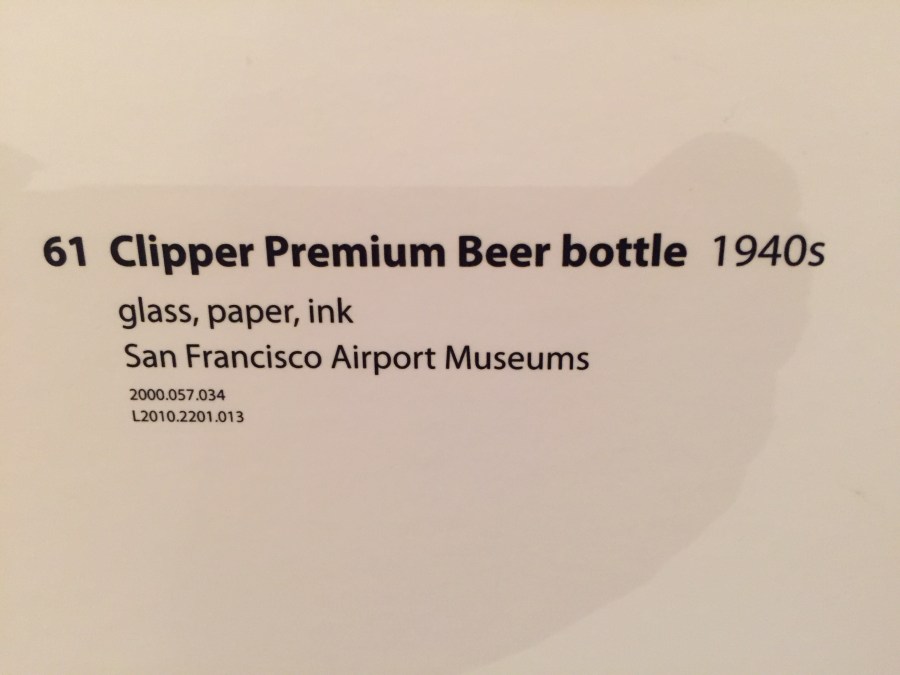 61 Clipper Premium Beer bottle 1940s
glass, paper, ink
San Francisco Airport Museums
2000.057.034
L2010.2201.013